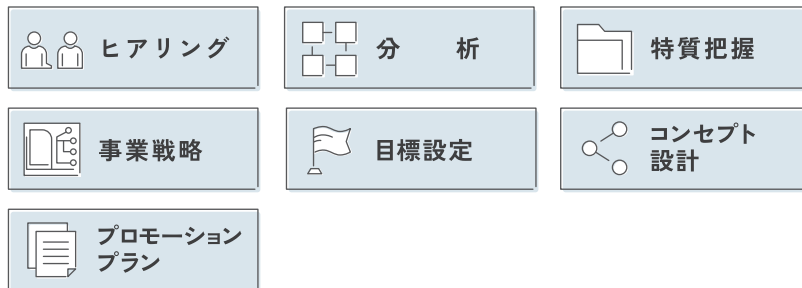 ヒアリング
分析
特質把握
事業戦略
目標設定
コンセプト
設計
プロモーション
プラン